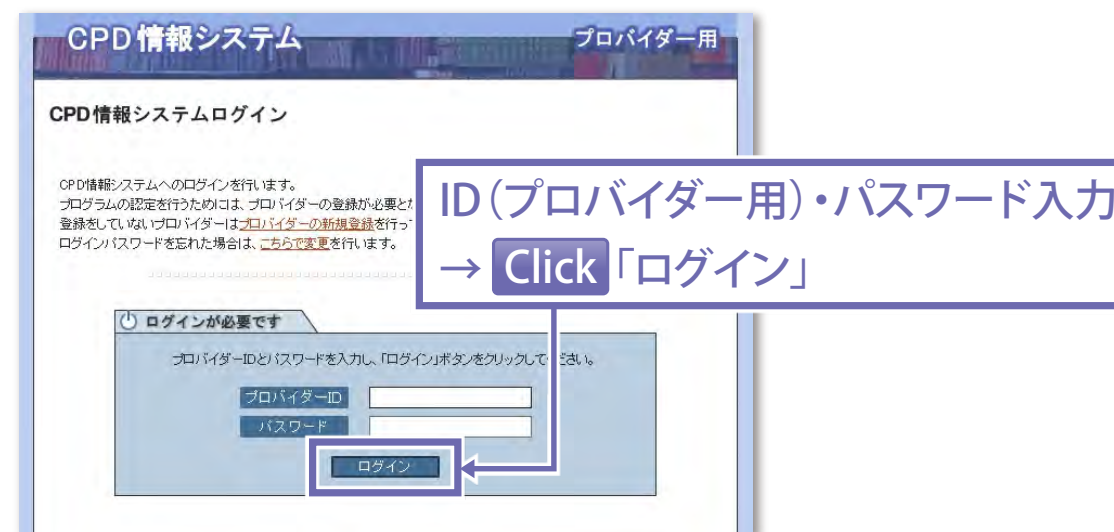 CPD情報システム
プロバイダー用
CPD情報システムログイン
CPD情報システムへのログインを行います。
プログラムの認定を行うためには、プロバイダーの登録が必要とな
登録をしていないプロバイダーはプロバイダーの新規登録を行っ
ログインパスワードを忘れた場合は、こちらで変更を行います。
ID(プロバイダー用)・パスワード入力
→ Click「ログイン」
ログインが必要です
プロバイダーIDとパスワードを入力し、「ログイン」ボタンをクリックしてください。
プロバイダーID
パスワード
ログイン